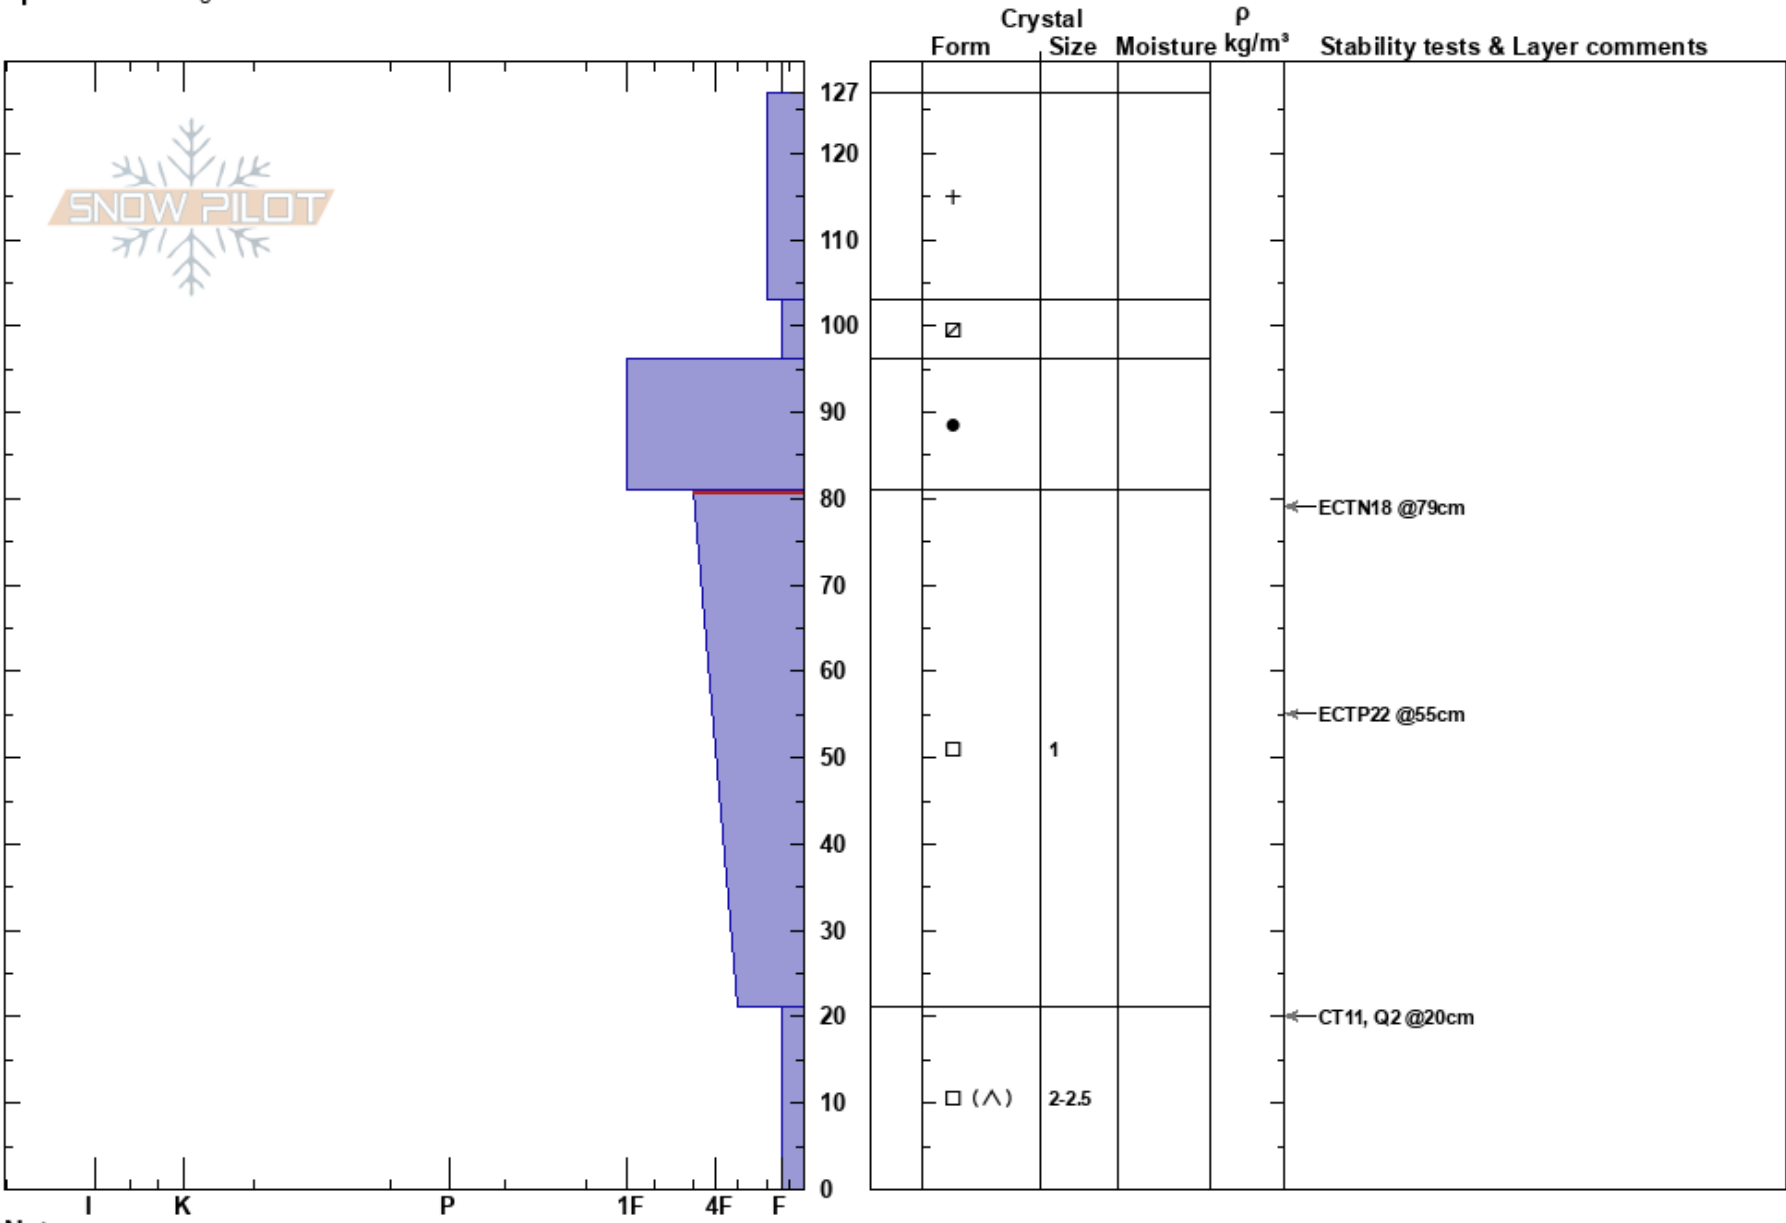 Crystal
ρ
Form
Size
Moisture
kg/m³
Stability tests & Layer comments
SNOW PILOT
127
120
110
100
90
80
ECTN18 @79cm
70
60
ECTP22 @55cm
50
1
40
30
20
CT11, Q2 @20cm
10
2-2.5
0
I
K
P
1F
4F
F